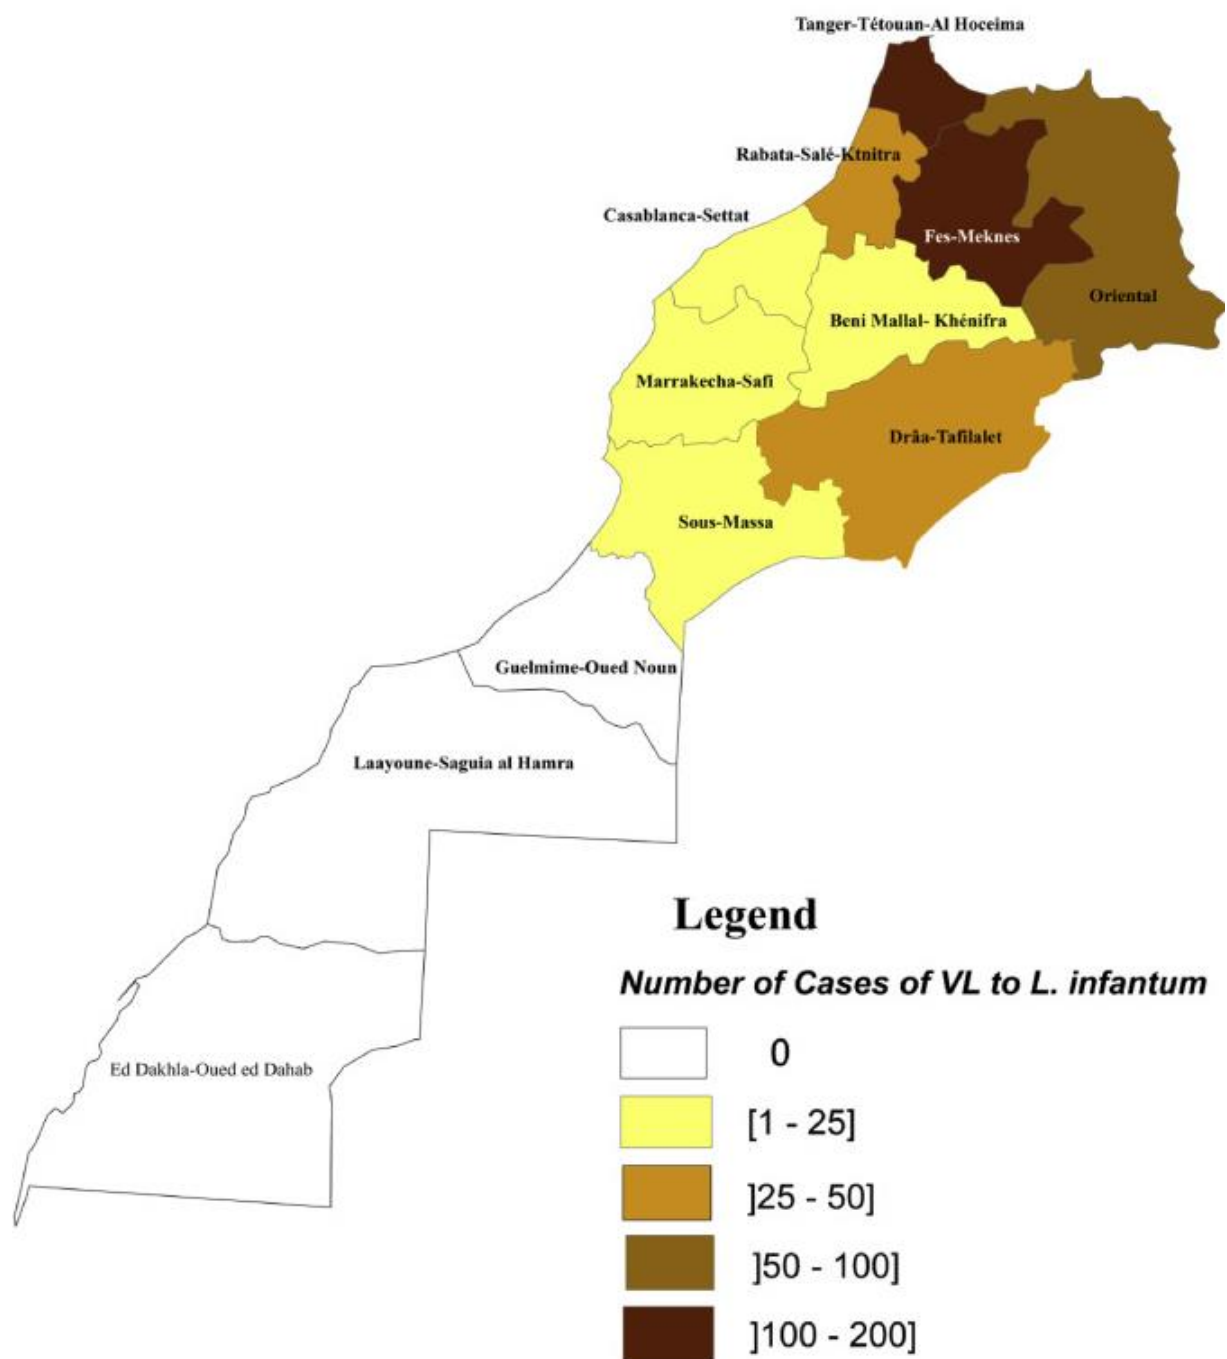 Tanger-Tétouan-Al Hoceima
Rabata-Salé-Ktnitra
Casablanca-Settat
Fes-Meknes
Oriental
Beni Mallal- Khénifra
Marrakecha-Safi
Drâa-Tafilalet
Sous-Massa
Guelmime-Oued Noun
Laayoune-Saguia al Hamra
Ed Dakhla-Oued ed Dahab
Legend
Number of Cases of VL to L. infantum
0
[1 - 25]
]25 - 50]
]50 - 100]
]100 - 200]